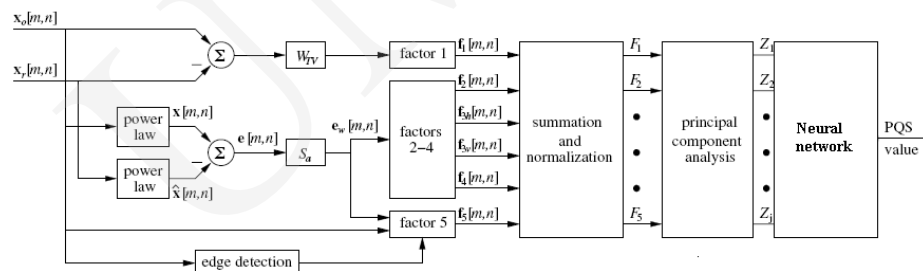 x_o[m,n]
x_r[m,n]
−
Σ
W_TV
factor 1
f_1[m,n]
power
law
x[m,n]
power
law
x̂[m,n]
−
Σ
e[m,n]
S_a
e_w[m,n]
factors
2−4
f_2[m,n]
f_3h[m,n]
f_3v[m,n]
f_4[m,n]
factor 5
f_5[m,n]
edge detection
summation
and
normalization
F_1
F_2
F_5
principal
component
analysis
Z_1
Z_2
Z_j
Neural
network
PQS
value